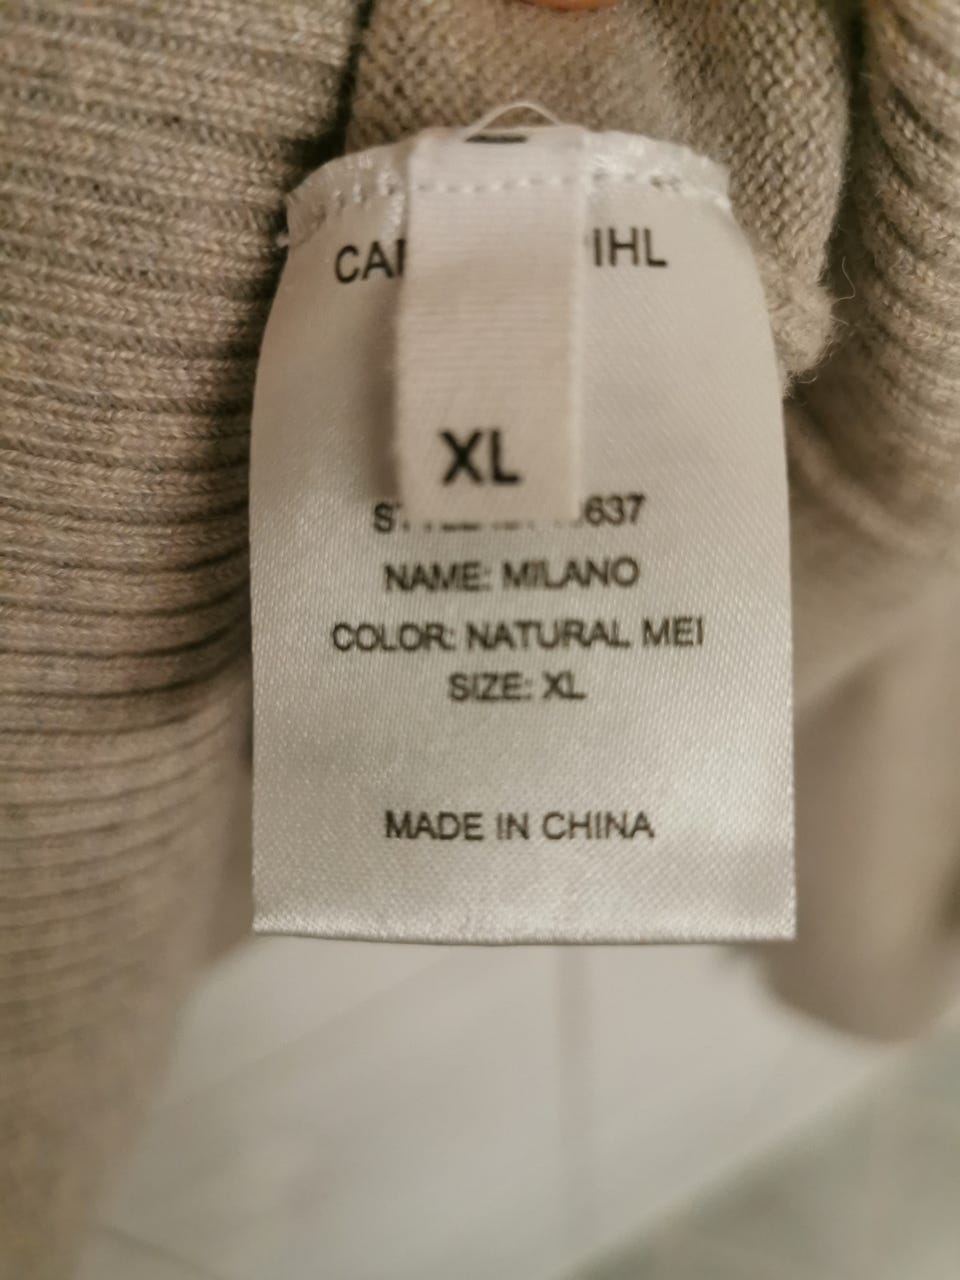 XL
NAME: MILANO
COLOR: NATURAL MEI
SIZE: XL
MADE IN CHINA